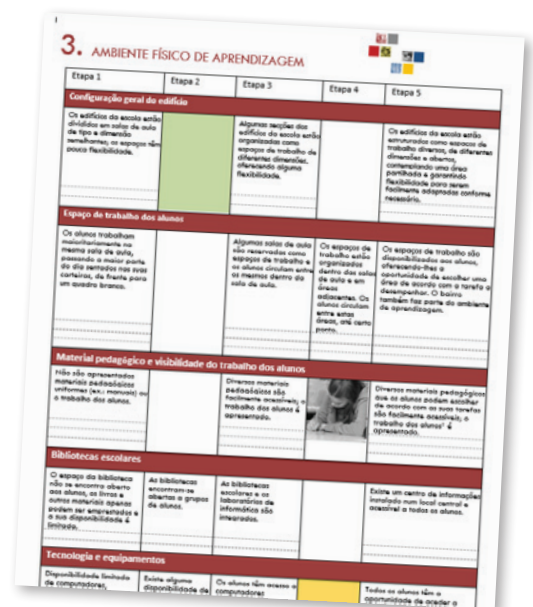 3. AMBIENTE FÍSICO DE APRENDIZAGEM
Etapa 1
Etapa 2
Etapa 3
Etapa 4
Etapa 5
Configuração geral do edifício
Os edifícios da escola estão
divididos em salas de aula
de tipo e dimensão
semelhantes; os espaços têm
pouca flexibilidade.
Algumas secções dos
edifícios da escola estão
organizadas como
espaços de trabalho de
diferentes dimensões,
oferecendo alguma
flexibilidade.
Os edifícios da escola estão
estruturados como espaços de
trabalho diversos, de diferentes
dimensões e abertos,
contemplando uma área
partilhada e garantindo
flexibilidade para serem
facilmente adaptados conforme
necessário.
Espaço de trabalho dos alunos
Os alunos trabalham
maioritariamente na
mesma sala de aula,
passando a maior parte
do dia sentados nas suas
carteiras, de frente para
um quadro branco.
Algumas salas de aula
são reservadas como
espaços de trabalho e
os alunos circulam entre
as mesmas dentro da
sala de aula.
Os espaços de
trabalho estão
organizados
dentro das salas
de aula e em
áreas
adjacentes. Os
alunos circulam
entre estas
áreas, até certo
ponto.
Os espaços de trabalho são
disponibilizados aos alunos,
oferecendo-lhes a
oportunidade de escolher uma
área de acordo com a tarefa a
desempenhar. O bairro
também faz parte do ambiente
de aprendizagem.
Material pedagógico e visibilidade do trabalho dos alunos
Não são apresentados
materiais pedagógicos
uniformes (ex.: manuais) ou
o trabalho dos alunos.
Diversos materiais
pedagógicos são
facilmente acessíveis; o
trabalho dos alunos é
apresentado.
Diversos materiais pedagógicos
que os alunos podem escolher
de acordo com as suas tarefas
são facilmente acessíveis; o
trabalho dos alunos' é
apresentado.
Bibliotecas escolares
O espaço da biblioteca
não se encontra aberto
aos alunos, os livros e
outros materiais apenas
podem ser emprestados e
a sua disponibilidade é
limitada.
As bibliotecas
encontram-se
abertas a grupos
de alunos.
As bibliotecas
escolares e os
laboratórios de
informática são
integrados.
Existe um centro de informações
instalado num local central e
acessível a todos os alunos.
Tecnologia e equipamentos
Disponibilidade limitada
de computadores,
Existe alguma
disponibilidade de
Os alunos têm acesso a
computadores
Todos os alunos têm a
oportunidade de aceder a